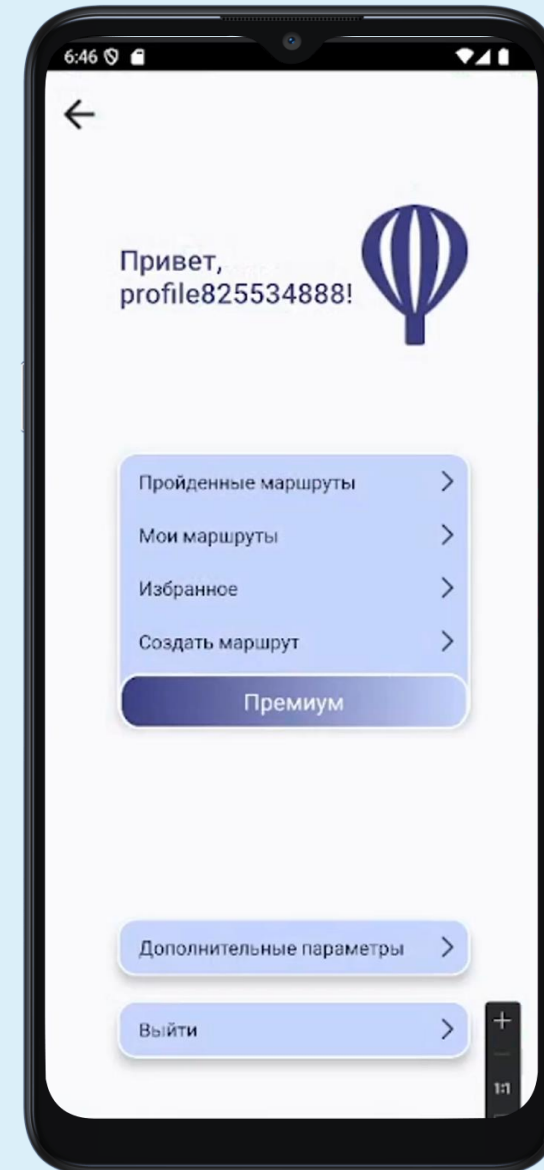 6:46
Привет,
profile825534888!
Пройденные маршруты
Мои маршруты
Избранное
Создать маршрут
Премиум
Дополнительные параметры
Выйти
1:1